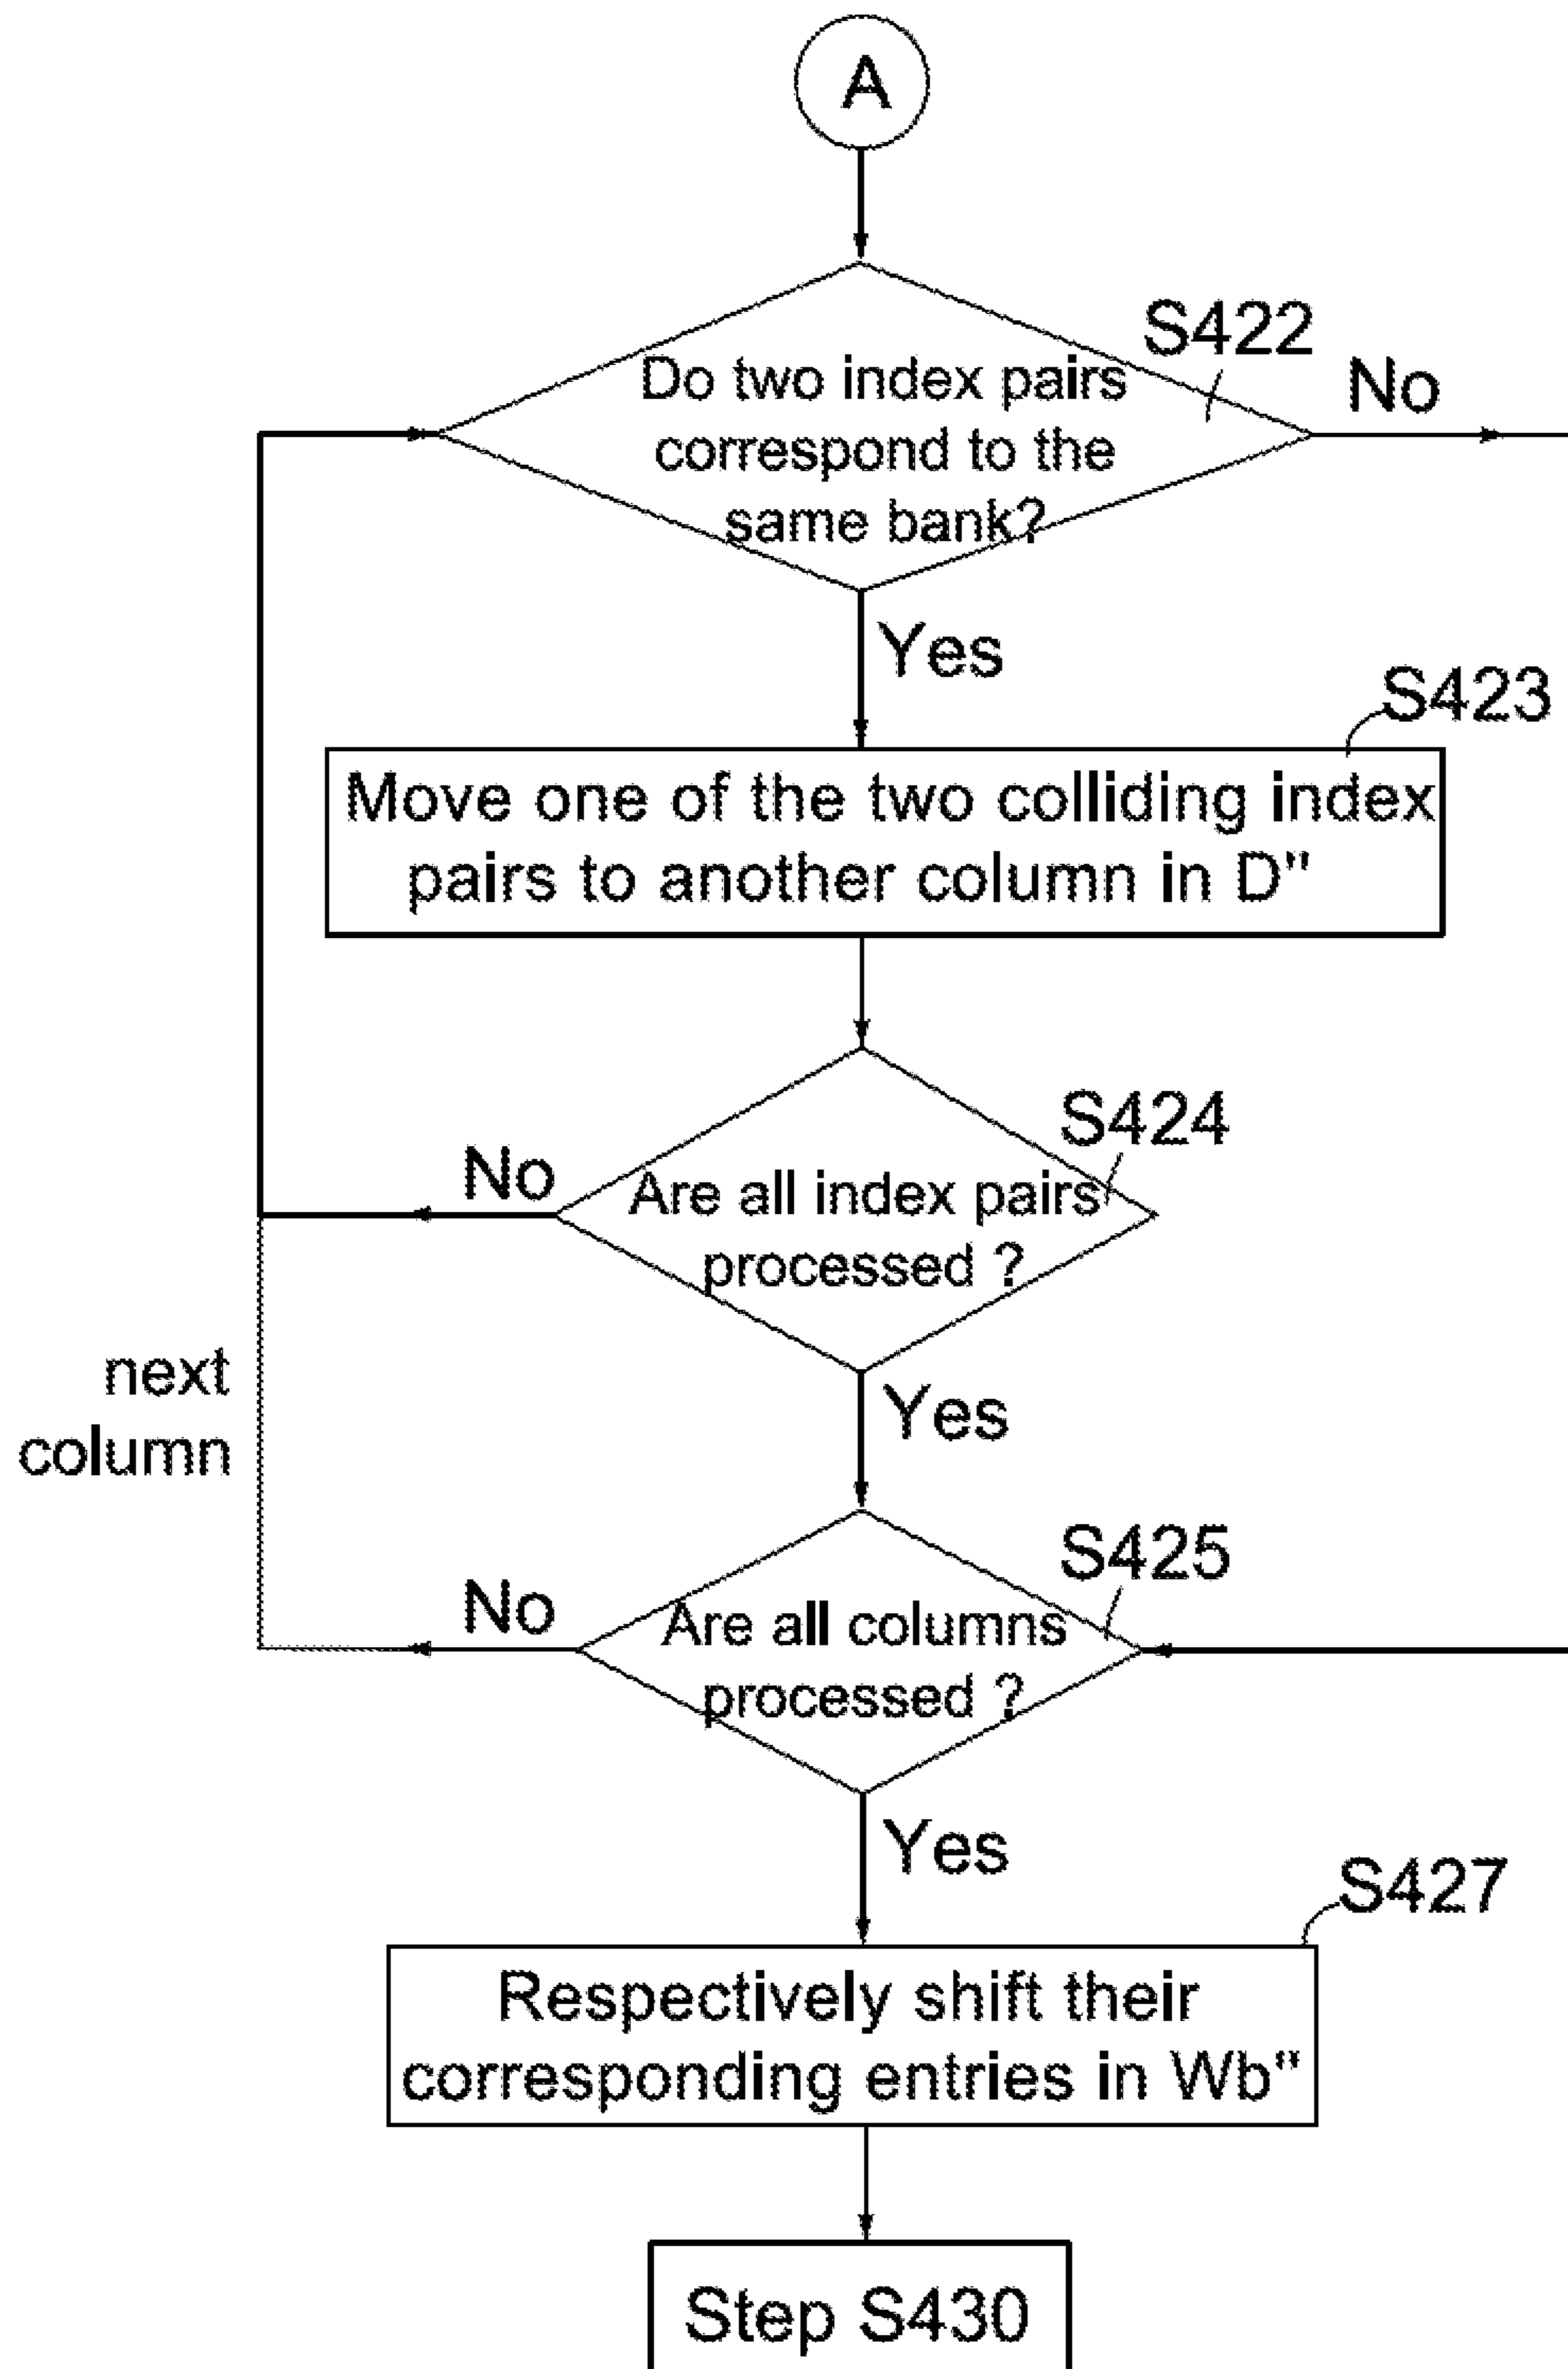 A
S422
Do two index pairs
correspond to the
same bank?
No
Yes
S423
Move one of the two colliding index
pairs to another column in D"
S424
No
Are all index pairs
processed ?
next
column
Yes
S425
No
Are all columns
processed ?
Yes
S427
Respectively shift their
corresponding entries in Wb"
Step S430